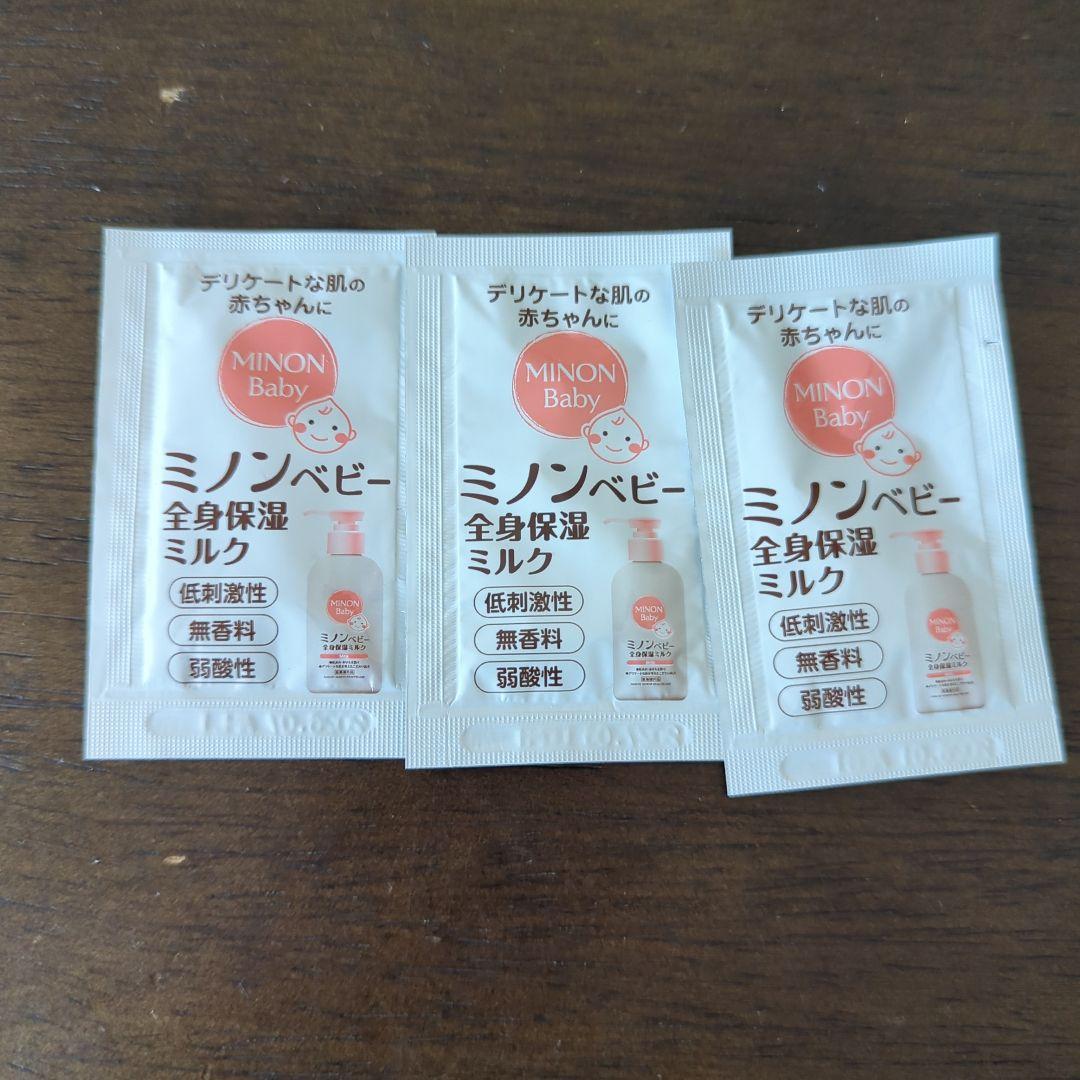 デリケートな肌の
赤ちゃんに
MINON
Baby
ミノンベビー
全身保湿
ミルク
低刺激性
無香料
弱酸性
MINON
Baby
ミノンベビー
全身保湿ミルク
デリケートな肌の
赤ちゃんに
MINON
Baby
ミノンベビー
全身保湿
ミルク
低刺激性
無香料
弱酸性
MINON
Baby
ミノンベビー
全身保湿ミルク
デリケートな肌の
赤ちゃんに
MINON
Baby
ミノンベビー
全身保湿
ミルク
低刺激性
無香料
弱酸性
MINON
Baby
ミノンベビー
全身保湿ミルク